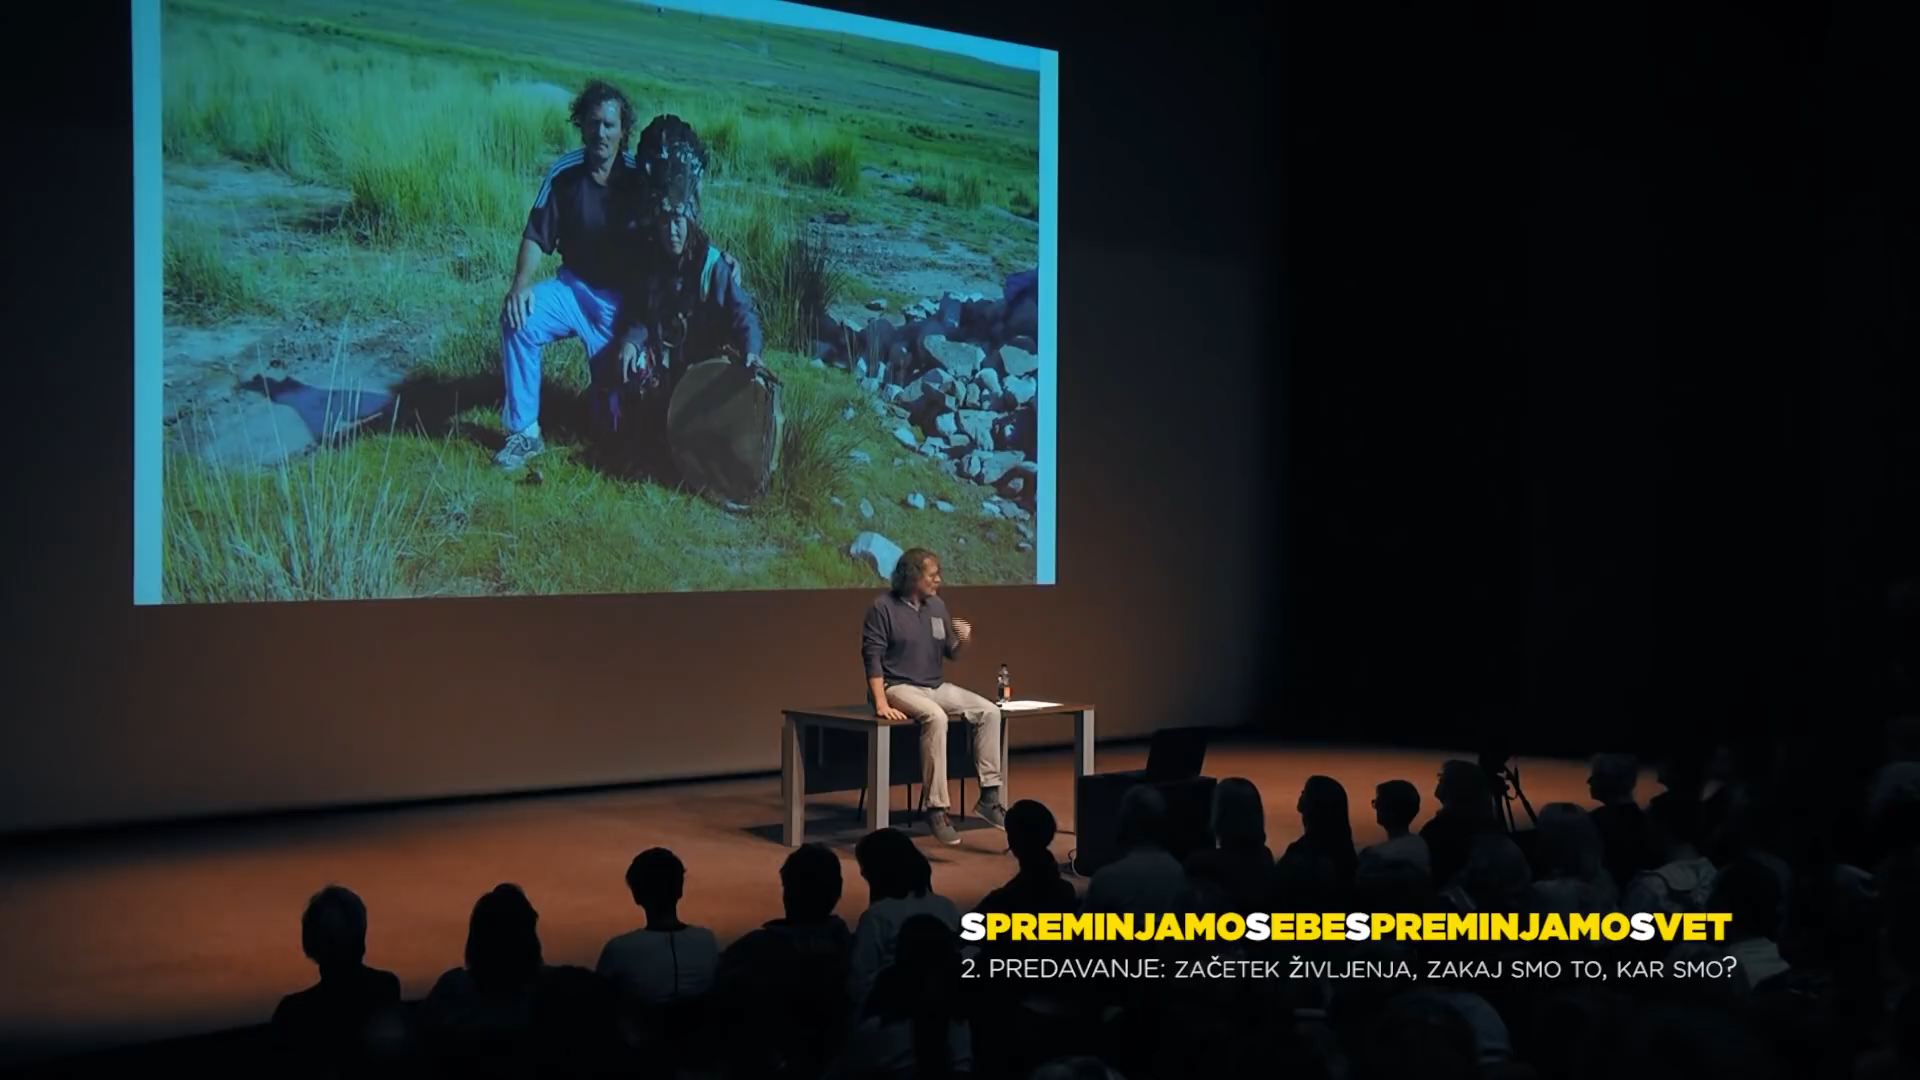 SPREMINJAMOSEBESPREMINJAMOSVET
2. PREDAVANJE: ZAČETEK ŽIVLJENJA, ZAKAJ SMO TO, KAR SMO?